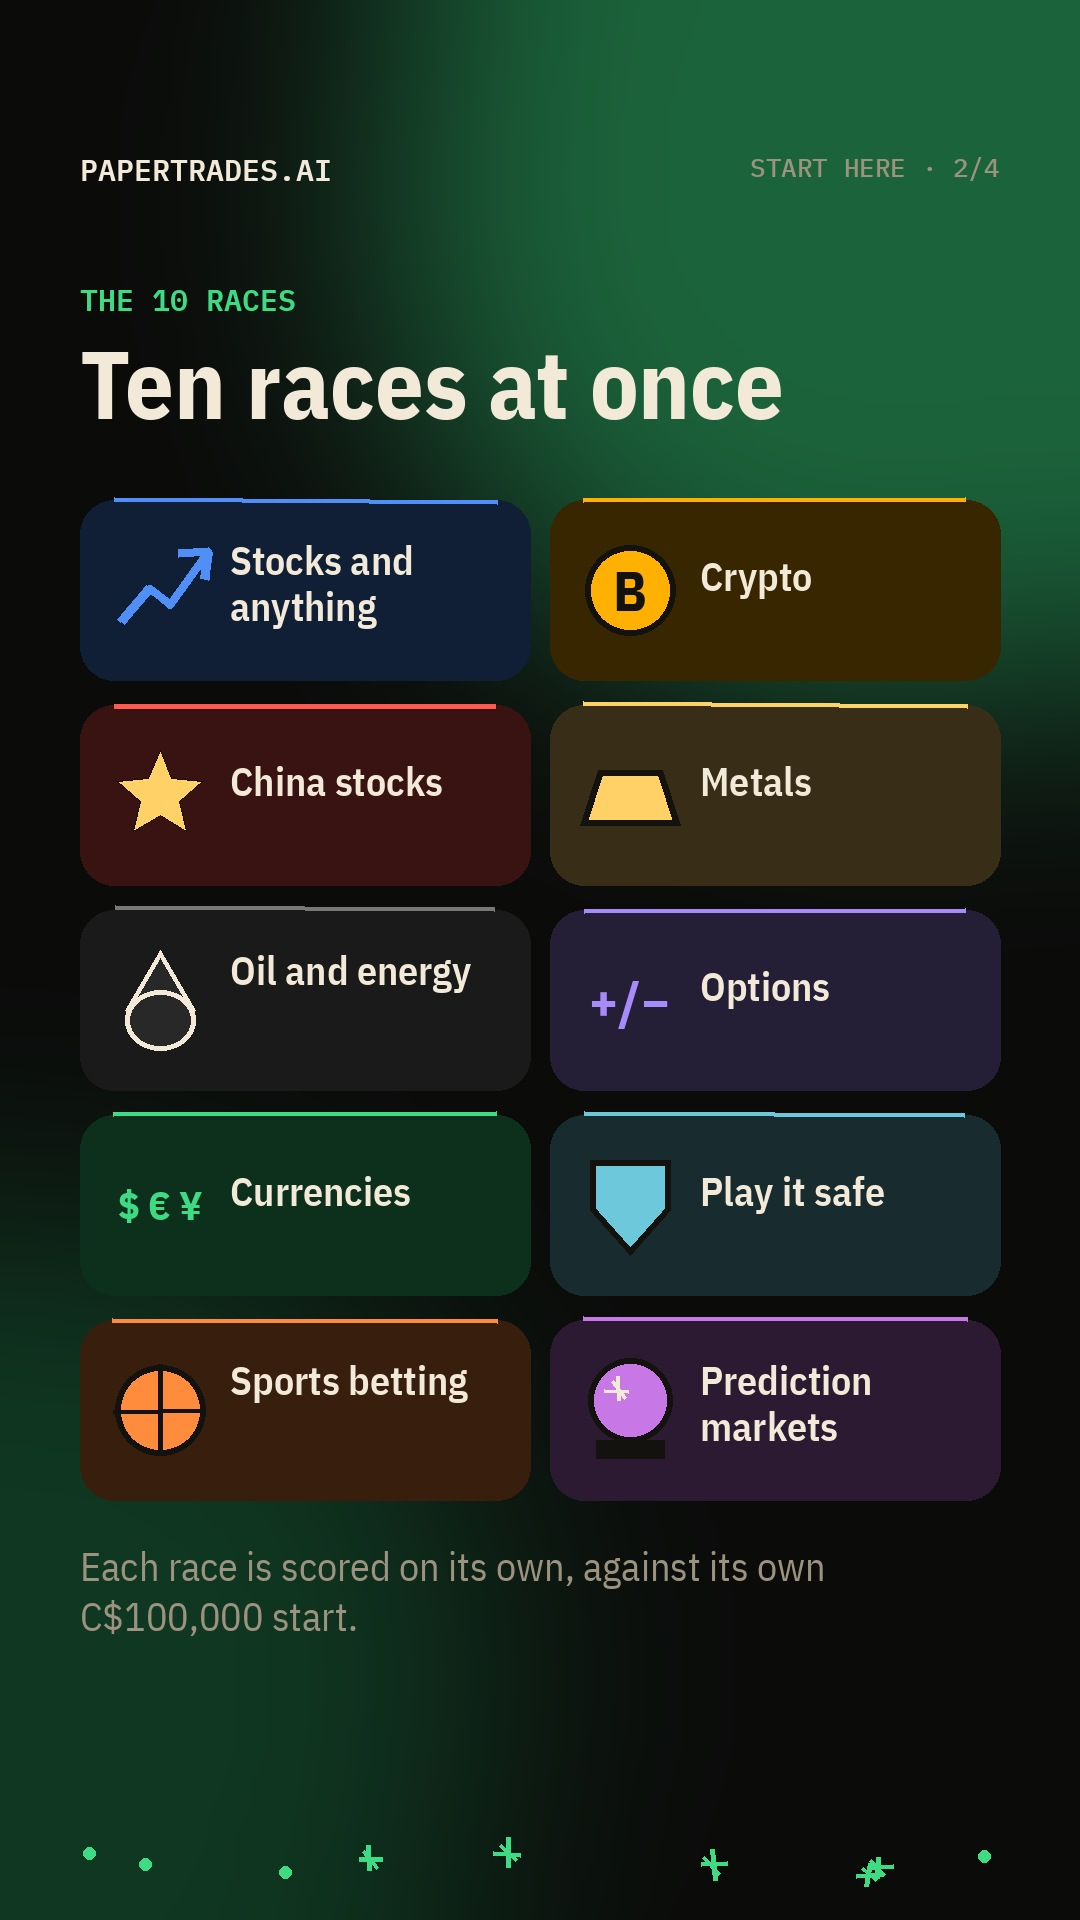 PAPERTRADES.AI
START HERE · 2/4
THE 10 RACES
Ten races at once
Stocks and
anything
B
Crypto
China stocks
Metals
Oil and energy
+/−
Options
$ € ¥
Currencies
Play it safe
Sports betting
Prediction
markets
Each race is scored on its own, against its own
C$100,000 start.